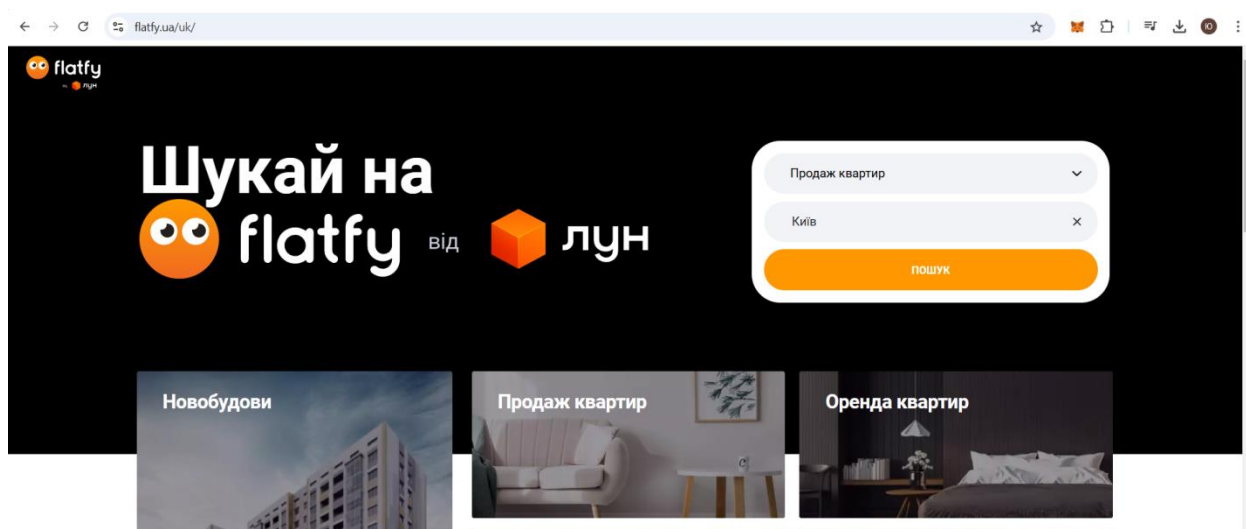 flatfy.ua/uk/
Ю
flatfy
by лун
Шукай на
flatfy від лун
Продаж квартир
Київ
ПОШУК
Новобудови
Продаж квартир
Оренда квартир